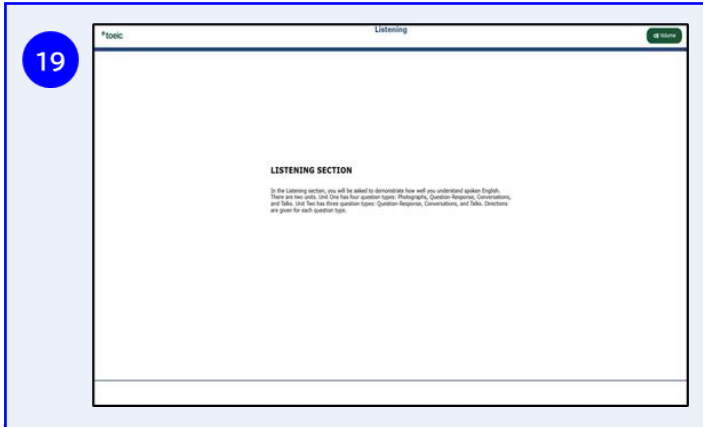 19
toeic
Listening
Volume
LISTENING SECTION
In the Listening section, you will be asked to demonstrate how well you understand spoken English.
There are two units. Unit One has four question types: Photographs, Question-Response, Conversations,
and Talks. Unit Two has three question types: Question-Response, Conversations, and Talks. Directions
are given for each question type.